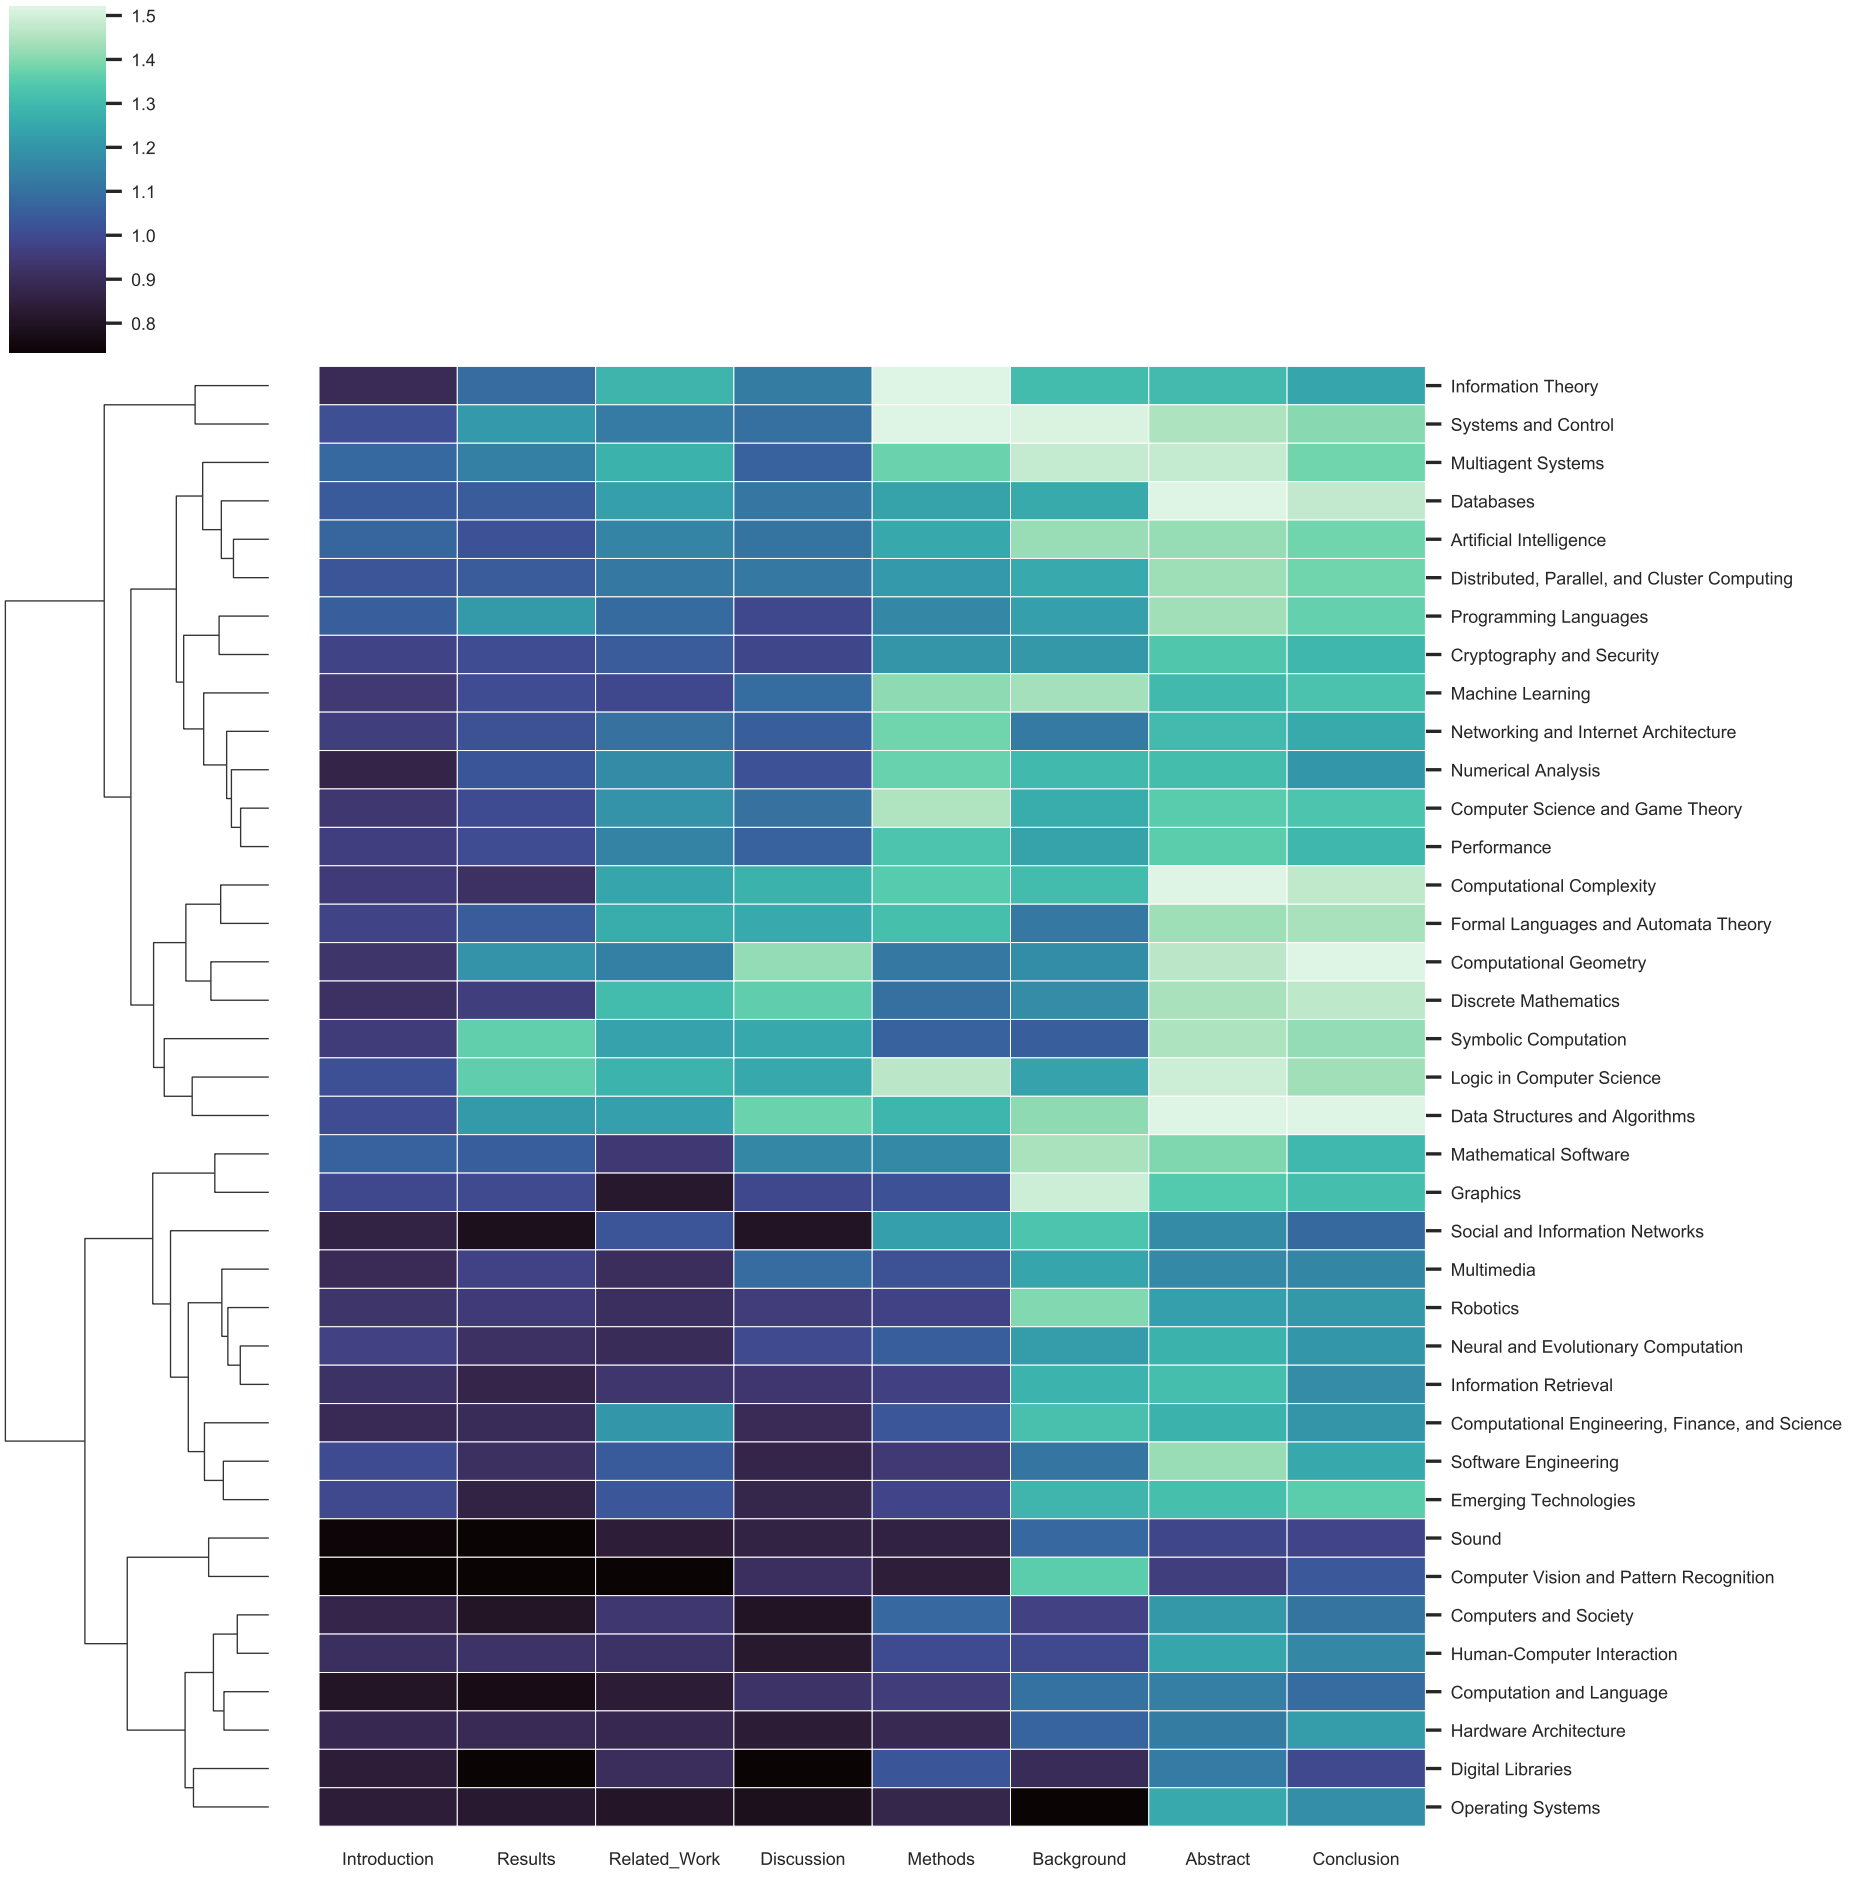 1.5
1.4
1.3
1.2
1.1
1.0
0.9
0.8
Information Theory
Systems and Control
Multiagent Systems
Databases
Artificial Intelligence
Distributed, Parallel, and Cluster Computing
Programming Languages
Cryptography and Security
Machine Learning
Networking and Internet Architecture
Numerical Analysis
Computer Science and Game Theory
Performance
Computational Complexity
Formal Languages and Automata Theory
Computational Geometry
Discrete Mathematics
Symbolic Computation
Logic in Computer Science
Data Structures and Algorithms
Mathematical Software
Graphics
Social and Information Networks
Multimedia
Robotics
Neural and Evolutionary Computation
Information Retrieval
Computational Engineering, Finance, and Science
Software Engineering
Emerging Technologies
Sound
Computer Vision and Pattern Recognition
Computers and Society
Human-Computer Interaction
Computation and Language
Hardware Architecture
Digital Libraries
Operating Systems
Introduction Results Related_Work Discussion Methods Background Abstract Conclusion